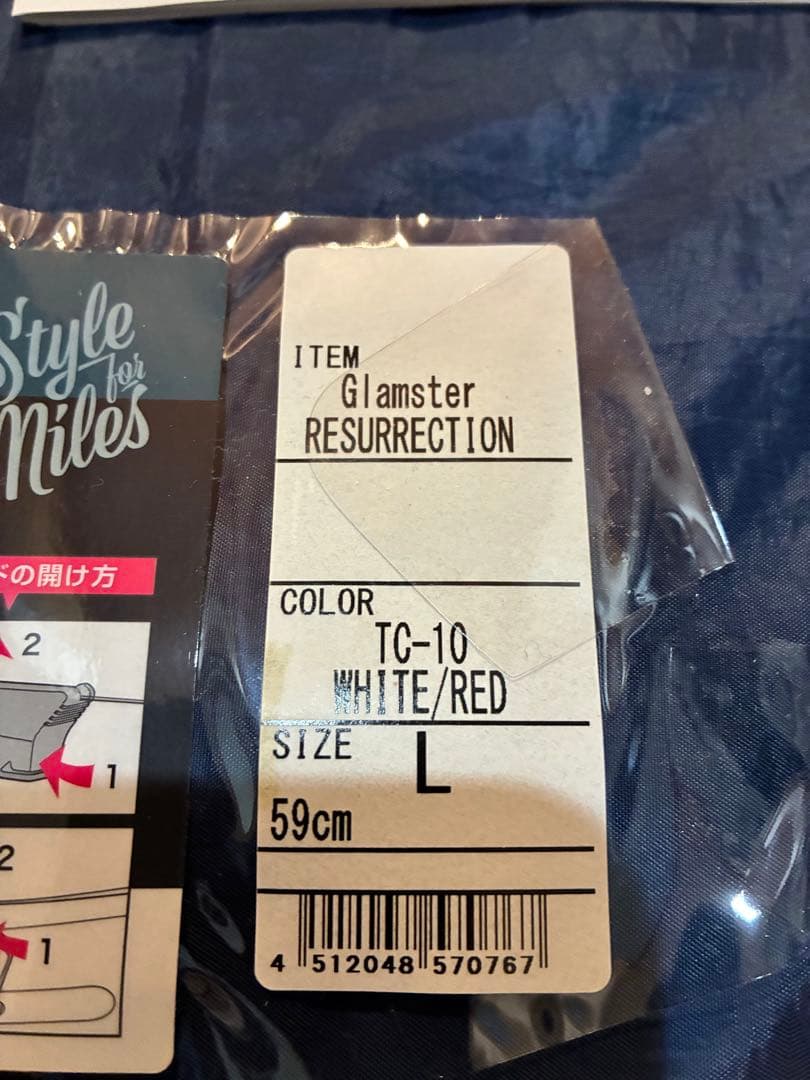 Style
for
Miles
ドの開け方
2
1
2
1
ITEM
Glamster
RESURRECTION
COLOR
TC-10
WHITE/RED
SIZE
L
59cm
4 512048 570767